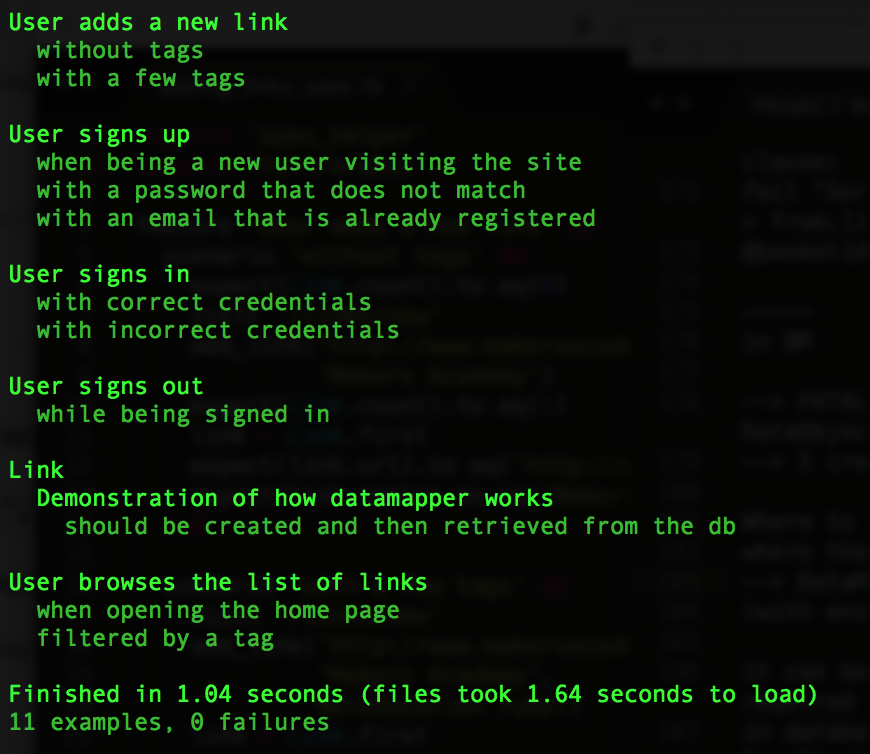 User adds a new link
without tags
with a few tags
User signs up
when being a new user visiting the site
with a password that does not match
with an email that is already registered
User signs in
with correct credentials
with incorrect credentials
User signs out
while being signed in
Link
Demonstration of how datamapper works
should be created and then retrieved from the db
User browses the list of links
when opening the home page
filtered by a tag
Finished in 1.04 seconds (files took 1.64 seconds to load)
11 examples, 0 failures